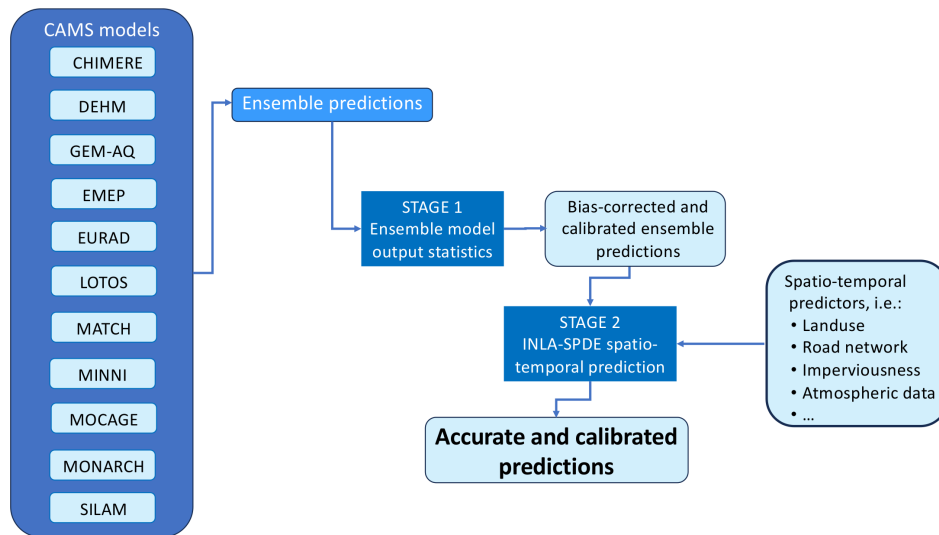 CAMS models
CHIMERE
DEHM
GEM-AQ
EMEP
EURAD
LOTOS
MATCH
MINNI
MOCAGE
MONARCH
SILAM
Ensemble predictions
STAGE 1
Ensemble model
output statistics
Bias-corrected and
calibrated ensemble
predictions
Spatio-temporal
predictors, i.e.:
• Landuse
• Road network
• Imperviousness
• Atmospheric data
• ...
STAGE 2
INLA-SPDE spatio-
temporal prediction
Accurate and calibrated
predictions